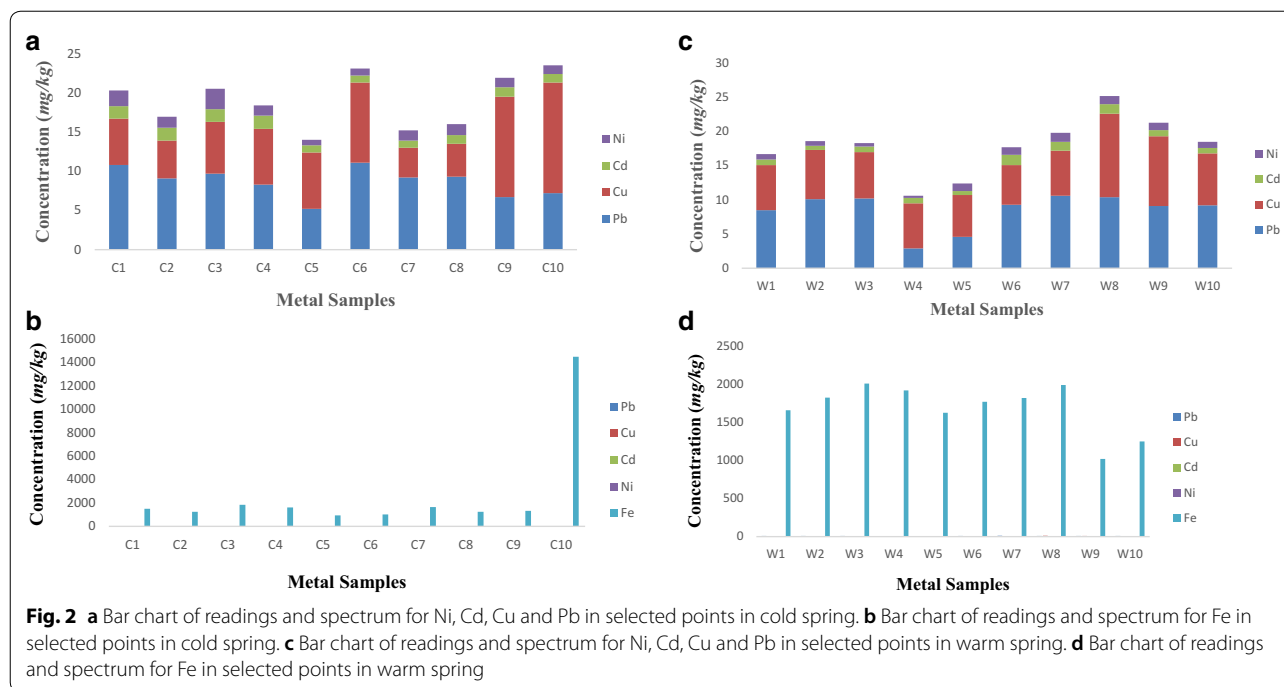 a
25
20
15
10
5
0
Concentration (mg/kg)
C1 C2 C3 C4 C5 C6 C7 C8 C9 C10
Metal Samples
Ni
Cd
Cu
Pb
b
16000
14000
12000
10000
8000
6000
4000
2000
0
Concentration (mg/kg)
C1 C2 C3 C4 C5 C6 C7 C8 C9 C10
Metal Samples
Pb
Cu
Cd
Ni
Fe
c
30
25
20
15
10
5
0
Concentration (mg/kg)
W1 W2 W3 W4 W5 W6 W7 W8 W9 W10
Metal Samples
Ni
Cd
Cu
Pb
d
2500
2000
1500
1000
500
0
Concentration (mg/kg)
W1 W2 W3 W4 W5 W6 W7 W8 W9 W10
Metal Samples
Pb
Cu
Cd
Ni
Fe
Fig. 2 a Bar chart of readings and spectrum for Ni, Cd, Cu and Pb in selected points in cold spring. b Bar chart of readings and spectrum for Fe in
selected points in cold spring. c Bar chart of readings and spectrum for Ni, Cd, Cu and Pb in selected points in warm spring. d Bar chart of readings
and spectrum for Fe in selected points in warm spring